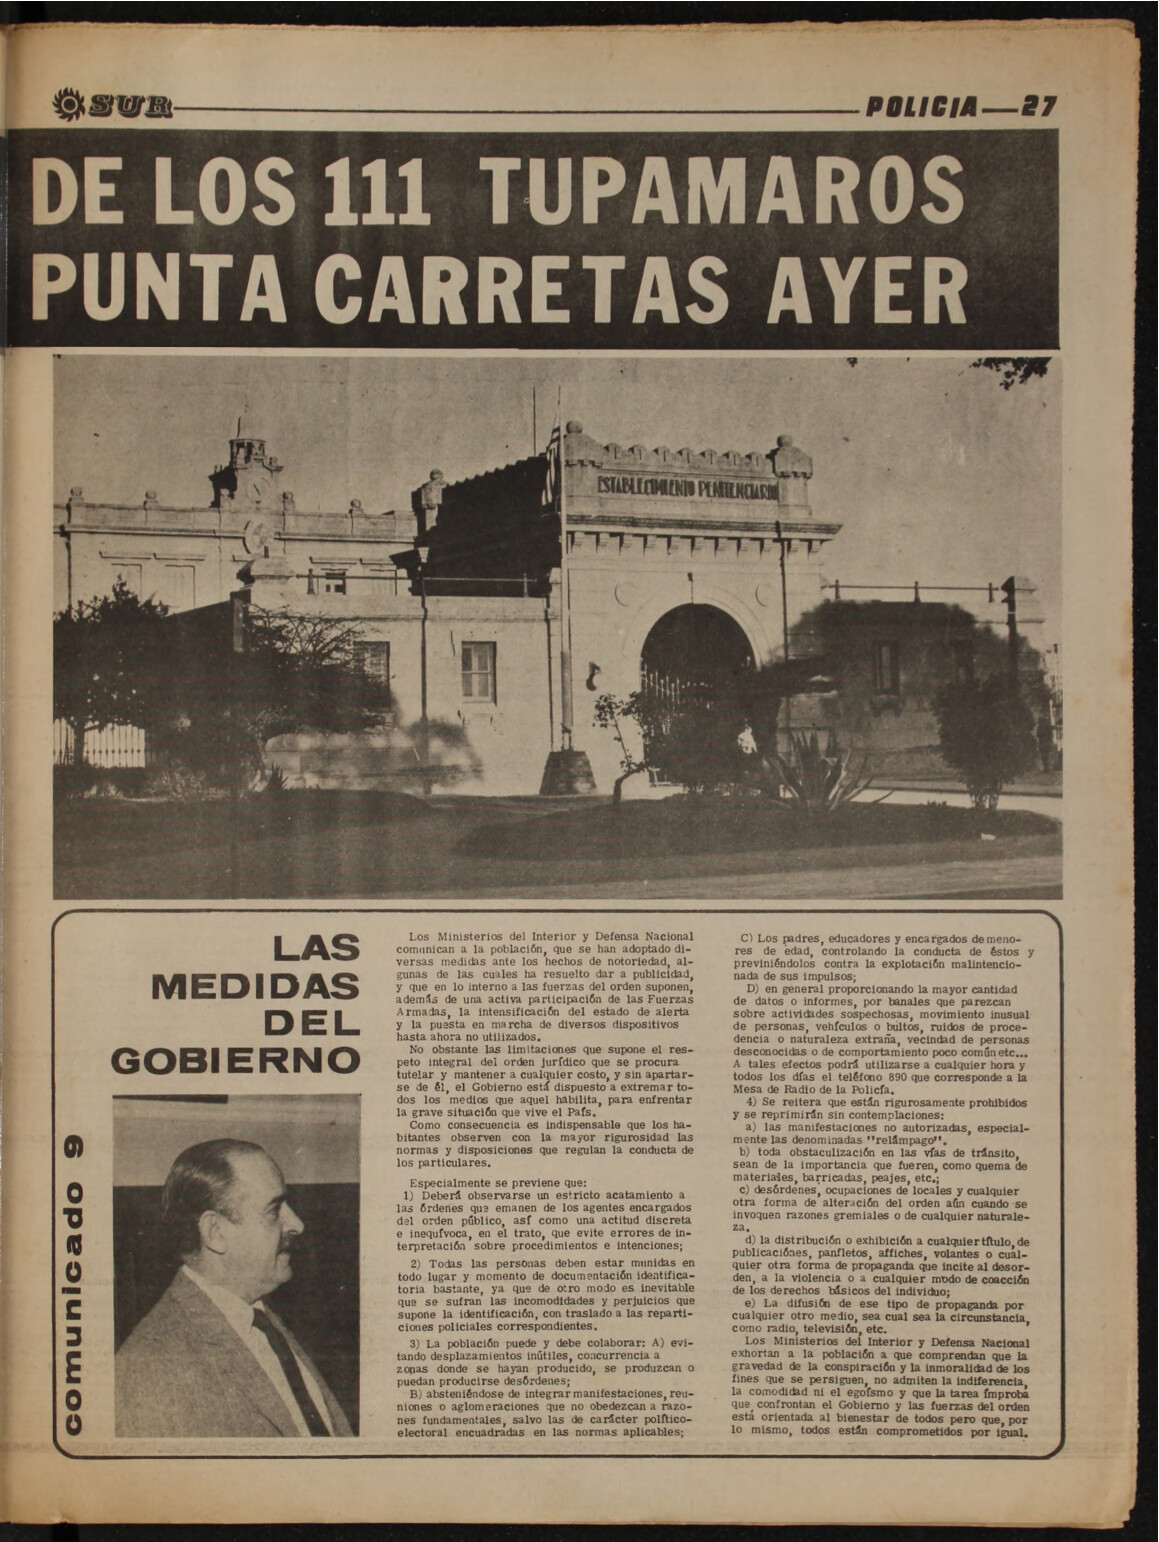 SUR
POLICIA—27
DE LOS 111 TUPAMAROS
PUNTA CARRETAS AYER
ESTABLECIMIENTO PENITENCIARIO
LAS
MEDIDAS
DEL
GOBIERNO
comunicado 9
Los Ministerios del Interior y Defensa Nacional
comunican a la población, que se han adoptado di-
versas medidas ante los hechos de notoriedad, al-
gunas de las cuales ha resuelto dar a publicidad,
y que en lo interno a las fuerzas del orden suponen,
además de una activa participación de las Fuerzas
Armadas, la intensificación del estado de alerta
y la puesta en marcha de diversos dispositivos
hasta ahora no utilizados.
No obstante las limitaciones que supone el res-
peto integral del orden jurídico que se procura
tutelar y mantener a cualquier costo, y sin apartar-
se de él, el Gobierno está dispuesto a extremar to-
dos los medios que aquel habilita, para enfrentar
la grave situación que vive el País.
Como consecuencia es indispensable que los ha-
bitantes observen con la mayor rigurosidad las
normas y disposiciones que regulan la conducta de
los particulares.
Especialmente se previene que:
1) Deberá observarse un estricto acatamiento a
las órdenes que emanen de los agentes encargados
del orden público, así como una actitud discreta
e inequívoca, en el trato, que evite errores de in-
terpretación sobre procedimientos e intenciones;
2) Todas las personas deben estar munidas en
todo lugar y momento de documentación identifica-
toria bastante, ya que de otro modo es inevitable
que se sufran las incomodidades y perjuicios que
supone la identificación, con traslado a las reparti-
ciones policiales correspondientes.
3) La población puede y debe colaborar: A) evi-
tando desplazamientos inútiles, concurrencia a
zonas donde se hayan producido, se produzcan o
puedan producirse desórdenes;
B) absteniéndose de integrar manifestaciones, reu-
niones o aglomeraciones que no obedezcan a razo-
nes fundamentales, salvo las de carácter político-
electoral encuadradas en las normas aplicables;
C) Los padres, educadores y encargados de meno-
res de edad, controlando la conducta de éstos y
previniéndolos contra la explotación malintencio-
nada de sus impulsos;
D) en general proporcionando la mayor cantidad
de datos o informes, por banales que parezcan
sobre actividades sospechosas, movimiento inusual
de personas, vehículos o bultos, ruidos de proce-
dencia o naturaleza extraña, vecindad de personas
desconocidas o de comportamiento poco común etc...
A tales efectos podrá utilizarse a cualquier hora y
todos los días el teléfono 890 que corresponde a la
Mesa de Radio de la Policía.
4) Se reitera que están rigurosamente prohibidos
y se reprimirán sin contemplaciones:
a) las manifestaciones no autorizadas, especial-
mente las denominadas "relámpago".
b) toda obstaculización en las vías de tránsito,
sean de la importancia que fueren, como quema de
materiales, barricadas, peajes, etc.;
c) desórdenes, ocupaciones de locales y cualquier
otra forma de alteración del orden aún cuando se
invoquen razones gremiales o de cualquier naturale-
za.
d) la distribución o exhibición a cualquier título, de
publicaciónes, panfletos, affiches, volantes o cual-
quier otra forma de propaganda que incite al desor-
den, a la violencia o a cualquier modo de coacción
de los derechos básicos del individuo;
e) La difusión de ese tipo de propaganda por
cualquier otro medio, sea cual sea la circunstancia,
como radio, televisión, etc.
Los Ministerios del Interior y Defensa Nacional
exhortan a la población a que comprendan que la
gravedad de la conspiración y la inmoralidad de los
fines que se persiguen, no admiten la indiferencia,
la comodidad ni el egoísmo y que la tarea ímproba
que confrontan el Gobierno y las fuerzas del orden
está orientada al bienestar de todos pero que, por
lo mismo, todos están comprometidos por igual.